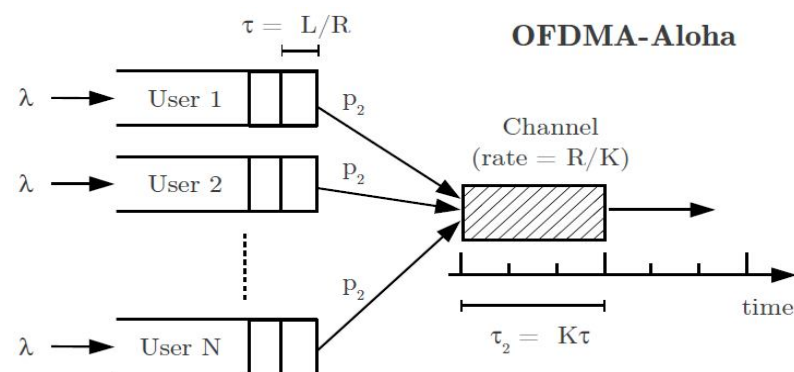 τ = L/R
OFDMA-Aloha
λ User 1 p₂
Channel
(rate = R/K)
λ User 2 p₂
p₂
time
λ User N
τ₂ = Kτ